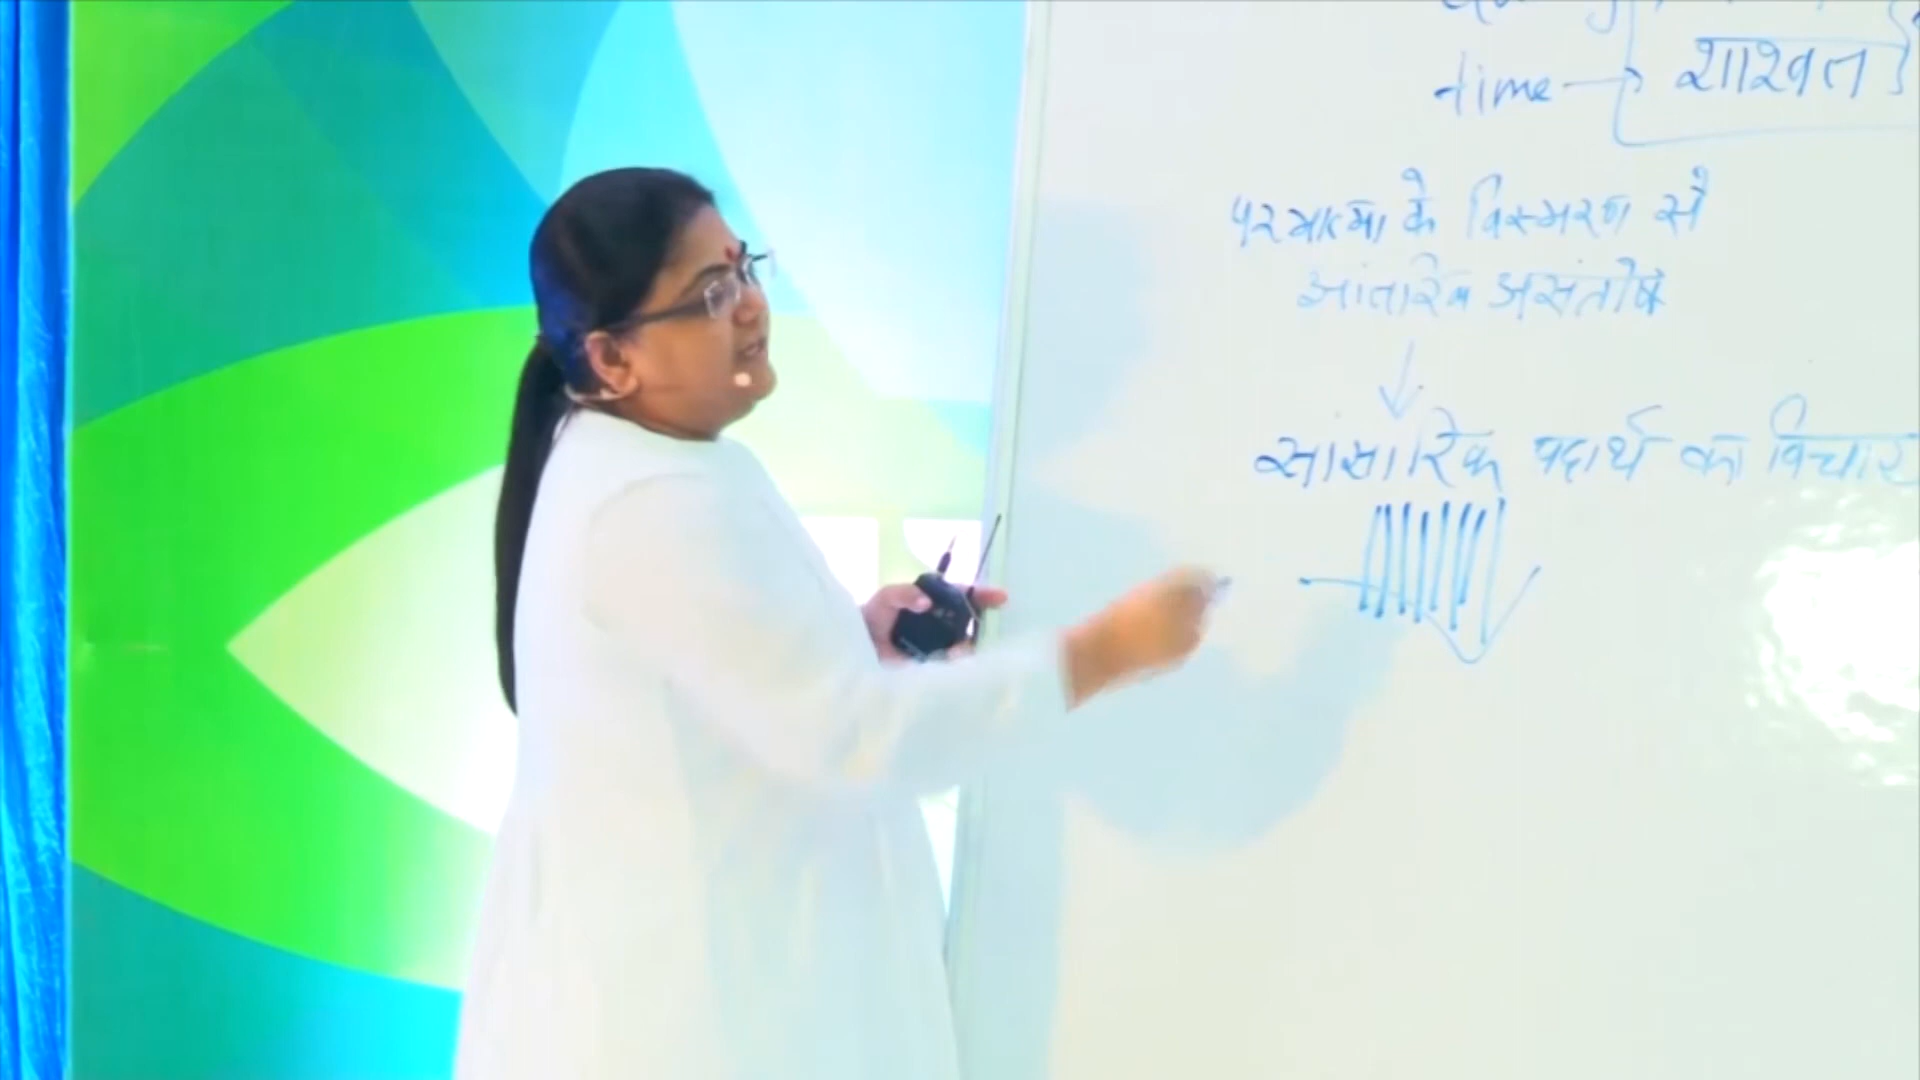 time → शाश्वत
परमात्मा के विस्मरण से
आंतरिक असंतोष
↓
सांसारिक पदार्थ का विचार